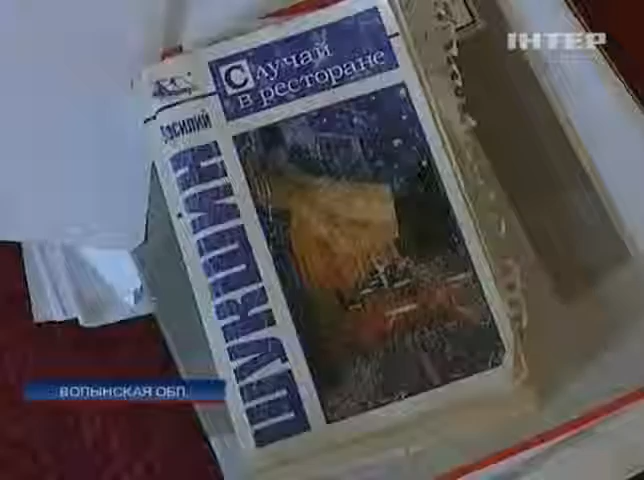 ІНТЕР
Случай
в ресторане
Василий
ШУКШИН
ВОЛЫНСКАЯ ОБЛ.